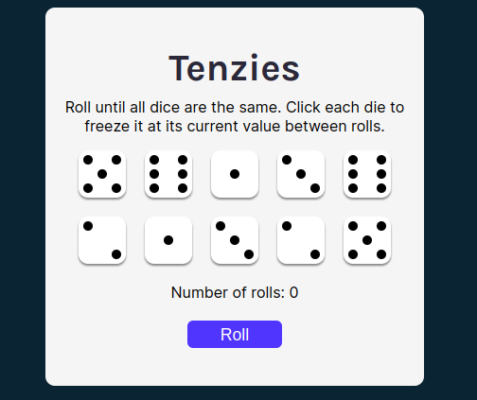 Tenzies
Roll until all dice are the same. Click each die to
freeze it at its current value between rolls.
Number of rolls: 0
Roll